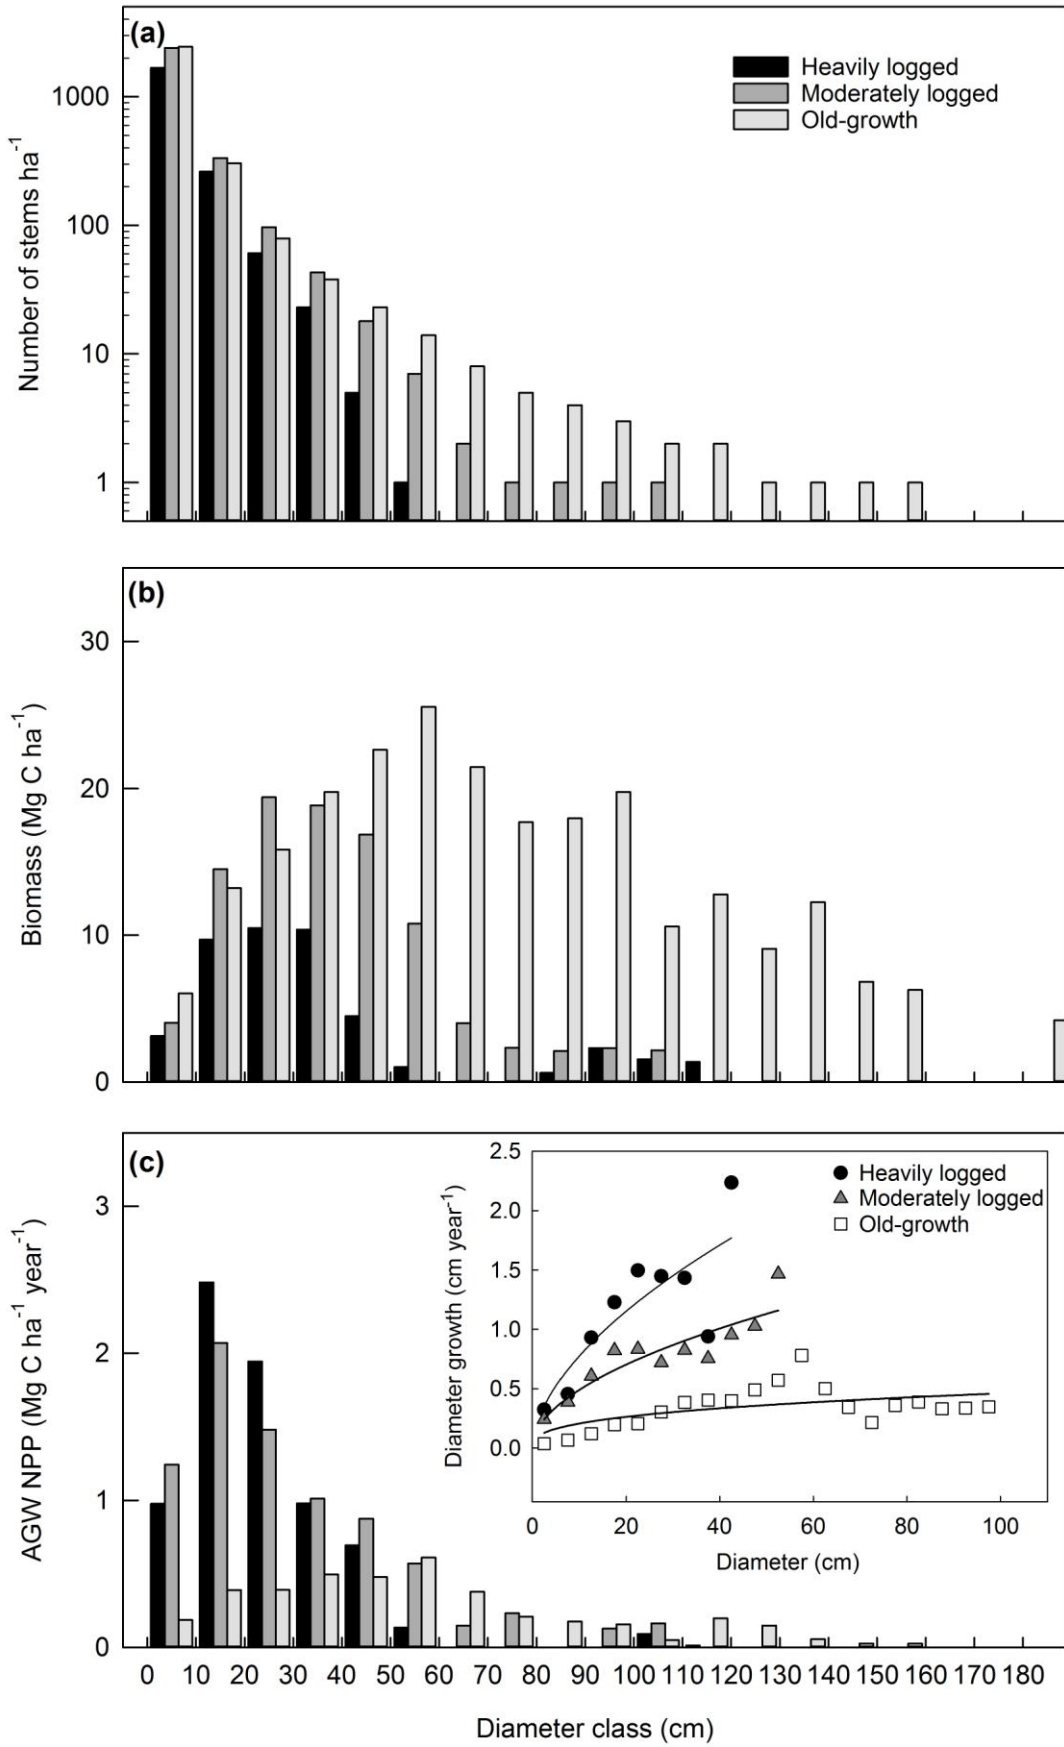 (a)
Heavily logged
Moderately logged
Old-growth
1000
100
10
1
Number of stems ha⁻¹
(b)
30
20
10
0
Biomass (Mg C ha⁻¹)
(c)
3
2
1
0
AGW NPP (Mg C ha⁻¹ year⁻¹)
2.5
2.0
1.5
1.0
0.5
0.0
Diameter growth (cm year⁻¹)
Heavily logged
Moderately logged
Old-growth
0 20 40 60 80 100
Diameter (cm)
0 10 20 30 40 50 60 70 80 90 100 110 120 130 140 150 160 170 180
Diameter class (cm)